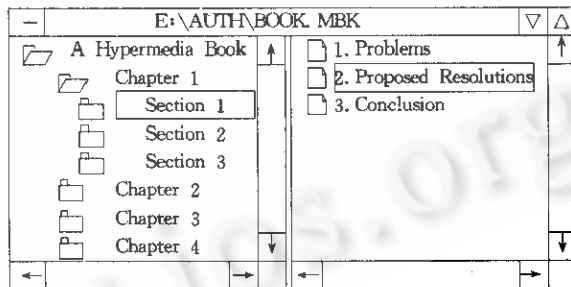 E:\AUTH\BOOK. MBK
A Hypermedia Book
Chapter 1
Section 1
Section 2
Section 3
Chapter 2
Chapter 3
Chapter 4
1. Problems
2. Proposed Resolutions
3. Conclusion